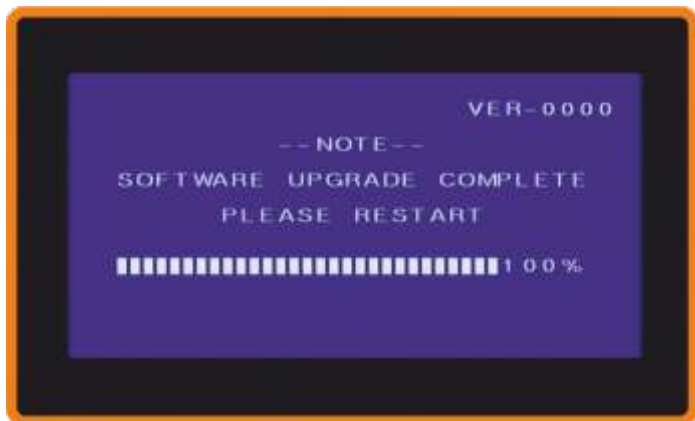 VER-0000
--NOTE--
SOFTWARE UPGRADE COMPLETE
PLEASE RESTART
100%